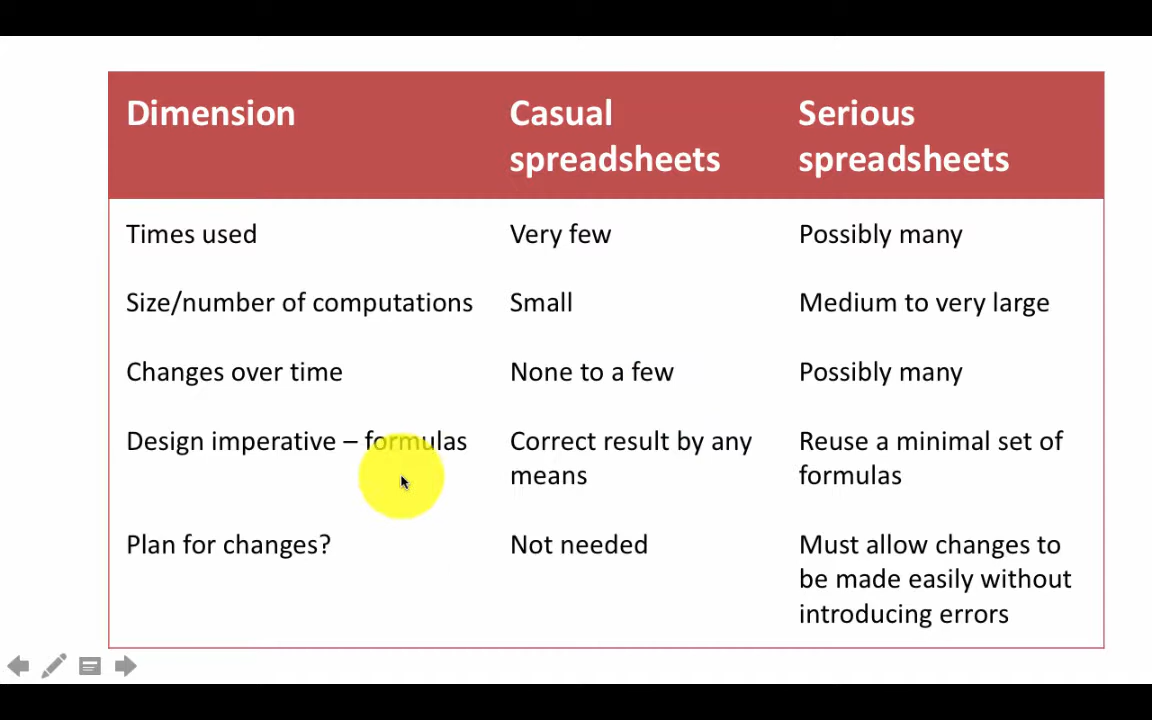 Dimension
Casual spreadsheets
Serious spreadsheets
Times used
Very few
Possibly many
Size/number of computations
Small
Medium to very large
Changes over time
None to a few
Possibly many
Design imperative – formulas
Correct result by any
means
Reuse a minimal set of
formulas
Plan for changes?
Not needed
Must allow changes to
be made easily without
introducing errors